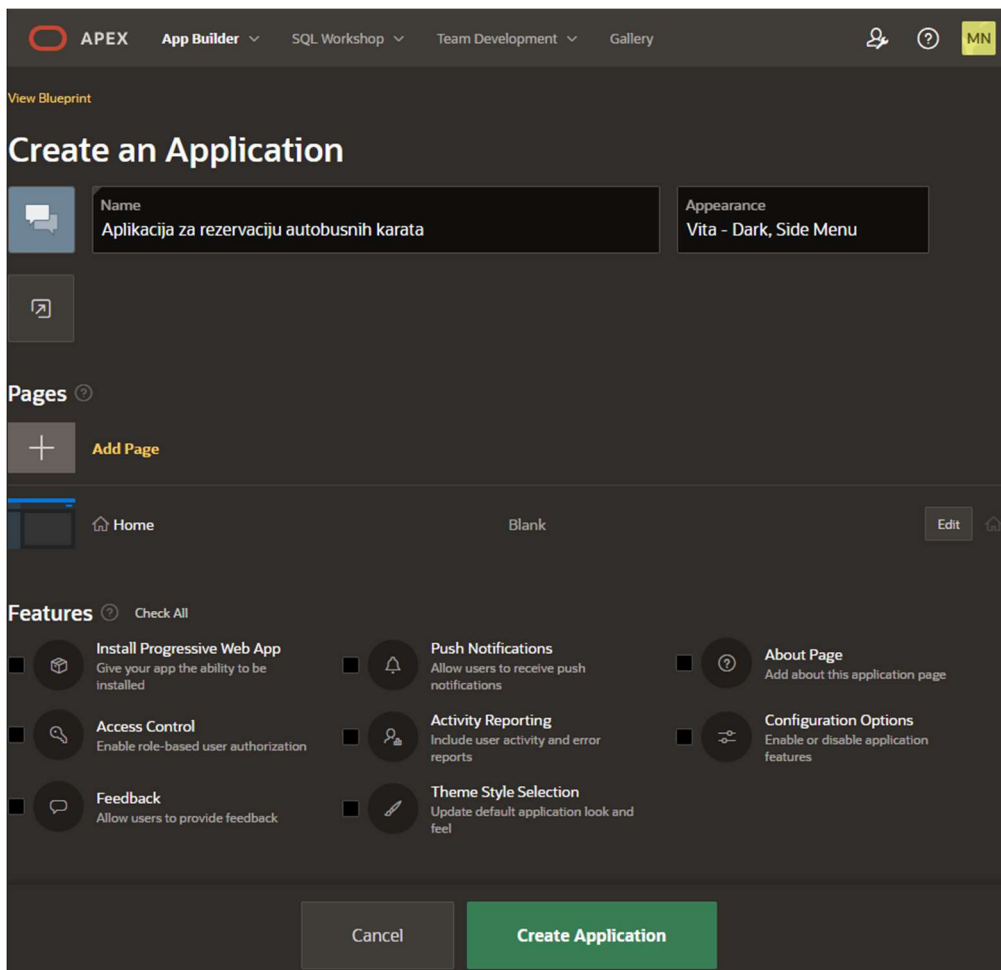 APEX App Builder SQL Workshop Team Development Gallery MN
View Blueprint
Create an Application
Name
Aplikacija za rezervaciju autobusnih karata
Appearance
Vita - Dark, Side Menu
Pages
Add Page
Home Blank Edit
Features Check All
Install Progressive Web App
Give your app the ability to be
installed
Push Notifications
Allow users to receive push
notifications
About Page
Add about this application page
Access Control
Enable role-based user authorization
Activity Reporting
Include user activity and error
reports
Configuration Options
Enable or disable application
features
Feedback
Allow users to provide feedback
Theme Style Selection
Update default application look and
feel
Cancel Create Application